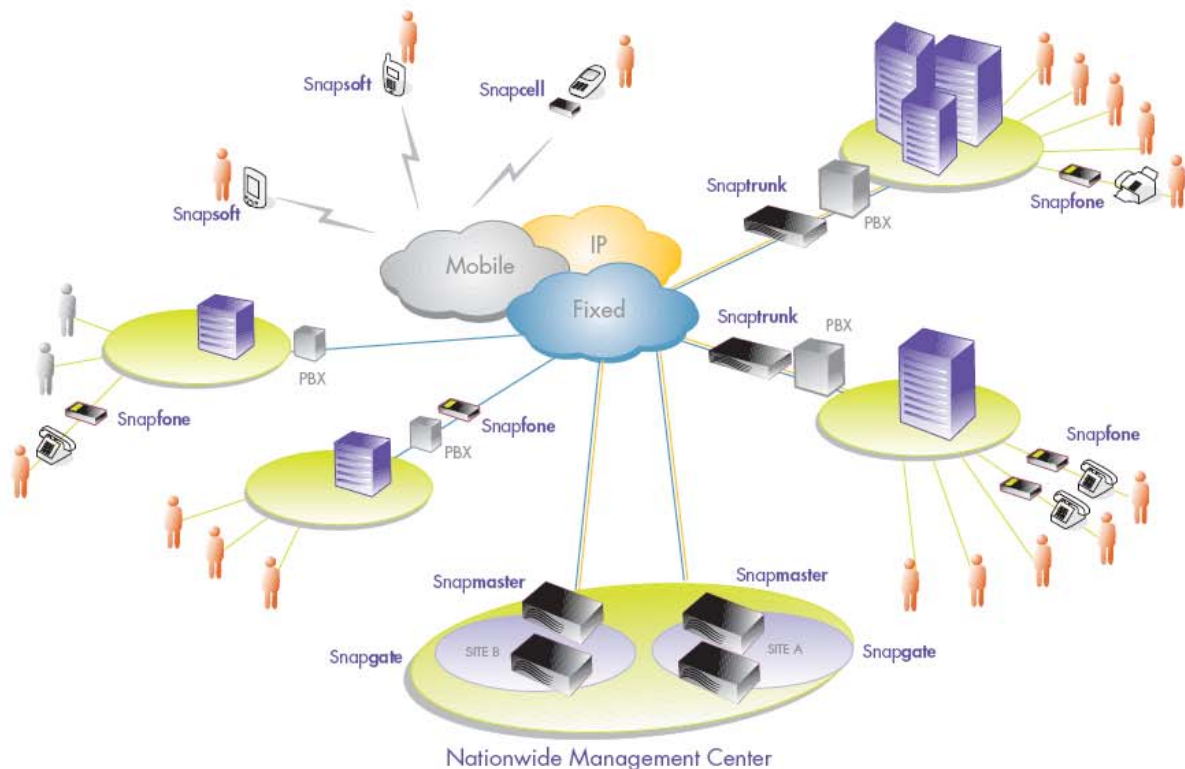 Snapsoft
Snapcell
Snapsoft
Snaptrunk
PBX
Snapfone
IP
Mobile
Fixed
Snaptrunk
PBX
PBX
Snapfone
Snapfone
PBX
Snapfone
Snapmaster
Snapmaster
Snapgate
SITE B
SITE A
Snapgate
Nationwide Management Center